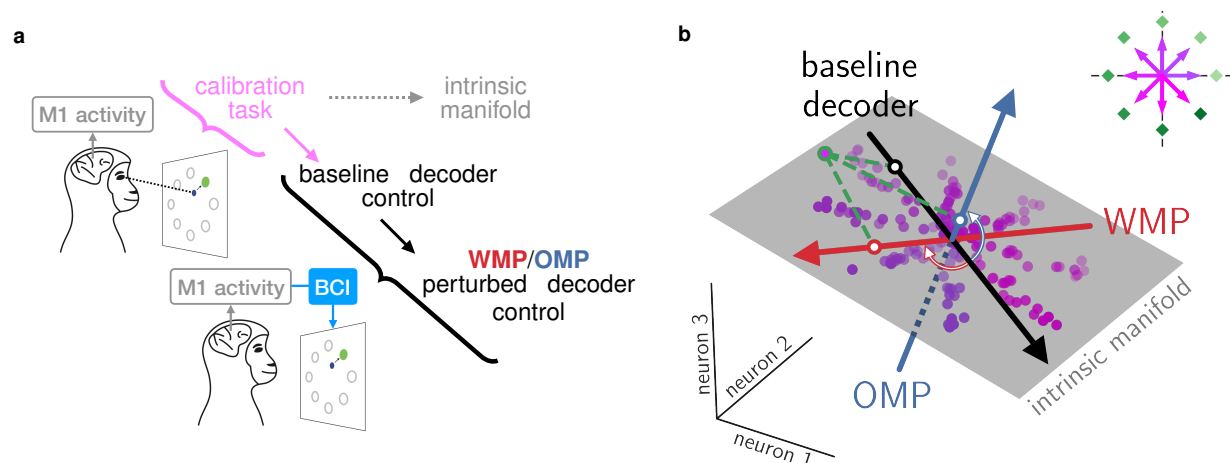 a
calibration
task
intrinsic
manifold
M1 activity
baseline decoder
control
WMP/OMP
perturbed decoder
control
M1 activity
BCI
b
baseline
decoder
WMP
OMP
intrinsic manifold
neuron 3
neuron 2
neuron 1